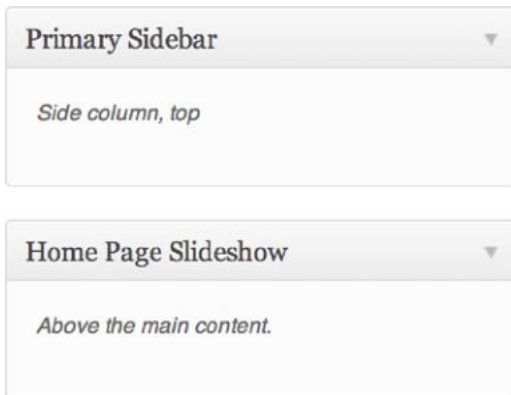 Primary Sidebar
Side column, top
Home Page Slideshow
Above the main content.